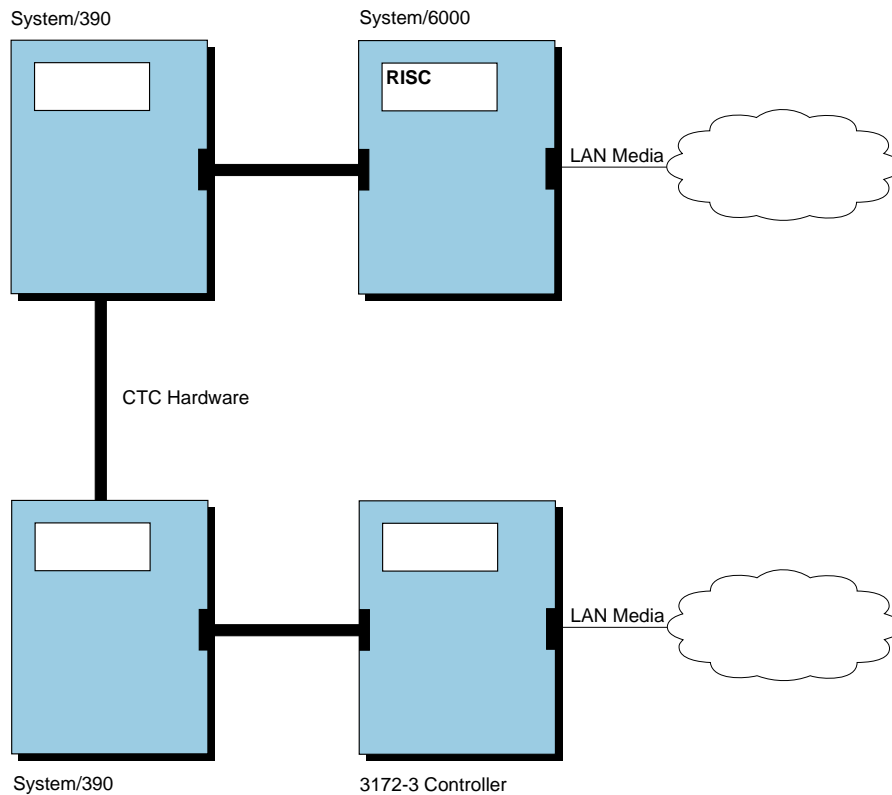 System/390
System/6000
RISC
LAN Media
CTC Hardware
LAN Media
System/390
3172-3 Controller